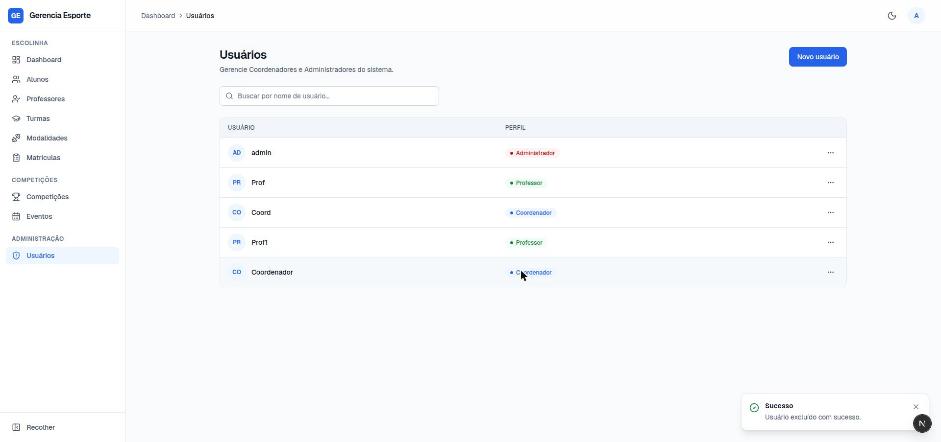 GE Gerencia Esporte
Dashboard > Usuários
A
ESCOLINHA
Dashboard
Alunos
Professores
Turmas
Modalidades
Matrículas
COMPETIÇÕES
Competições
Eventos
ADMINISTRAÇÃO
Usuários
Recolher
Usuários
Gerencie Coordenadores e Administradores do sistema.
Novo usuário
Buscar por nome de usuário...
USUÁRIO PERFIL
AD admin Administrador
PR Prof Professor
CO Coord Coordenador
PR Prof1 Professor
CO Coordenador Coordenador
Sucesso
Usuário excluído com sucesso.
N